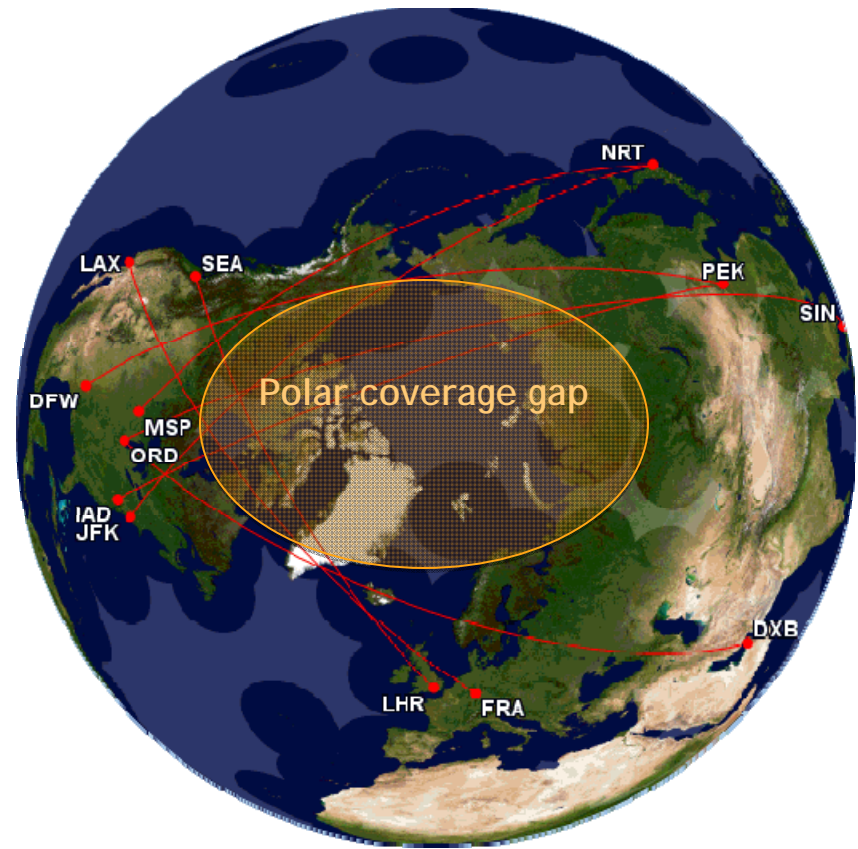 NRT
LAX
SEA
PEK
SIN
Polar coverage gap
DFW
MSP
ORD
IAD
JFK
DXB
LHR
FRA